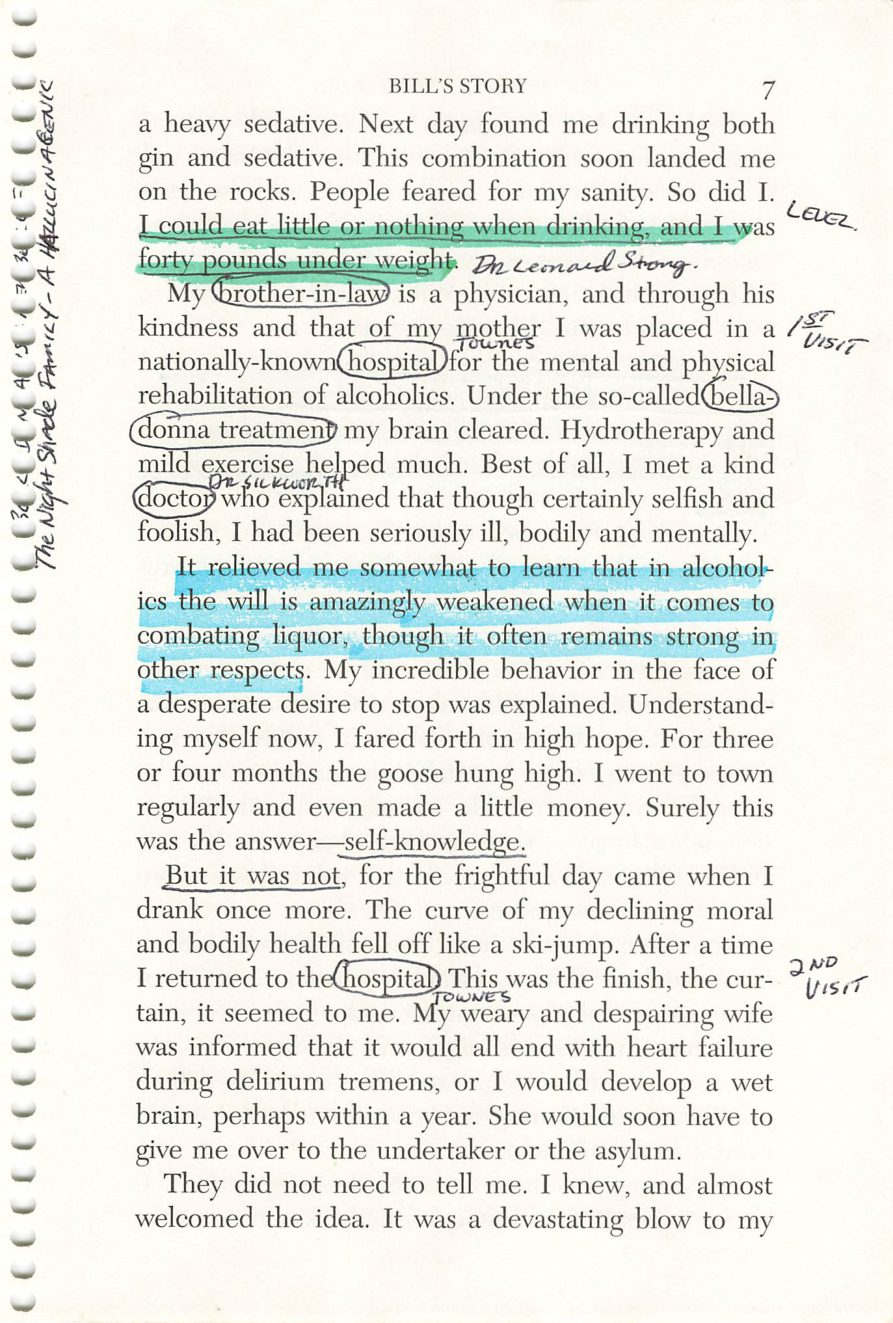 BILL'S STORY 7
a heavy sedative. Next day found me drinking both
gin and sedative. This combination soon landed me
on the rocks. People feared for my sanity. So did I.
I could eat little or nothing when drinking, and I was
LEVEL
forty pounds under weight. Dr Leonard Strong.
My brother-in-law is a physician, and through his
kindness and that of my mother I was placed in a
1ST
VISIT
TOWNES
nationally-known hospital for the mental and physical
rehabilitation of alcoholics. Under the so-called bella-
donna treatment my brain cleared. Hydrotherapy and
mild exercise helped much. Best of all, I met a kind
DR SILKWORTH
doctor who explained that though certainly selfish and
foolish, I had been seriously ill, bodily and mentally.
It relieved me somewhat to learn that in alcohol-
ics the will is amazingly weakened when it comes to
combating liquor, though it often remains strong in
other respects. My incredible behavior in the face of
a desperate desire to stop was explained. Understand-
ing myself now, I fared forth in high hope. For three
or four months the goose hung high. I went to town
regularly and even made a little money. Surely this
was the answer—self-knowledge.
But it was not, for the frightful day came when I
drank once more. The curve of my declining moral
and bodily health fell off like a ski-jump. After a time
I returned to the hospital. This was the finish, the cur-
2ND
VISIT
TOWNES
tain, it seemed to me. My weary and despairing wife
was informed that it would all end with heart failure
during delirium tremens, or I would develop a wet
brain, perhaps within a year. She would soon have to
give me over to the undertaker or the asylum.
They did not need to tell me. I knew, and almost
welcomed the idea. It was a devastating blow to my
The Night Shade Family - A HALLUCINAGENIC